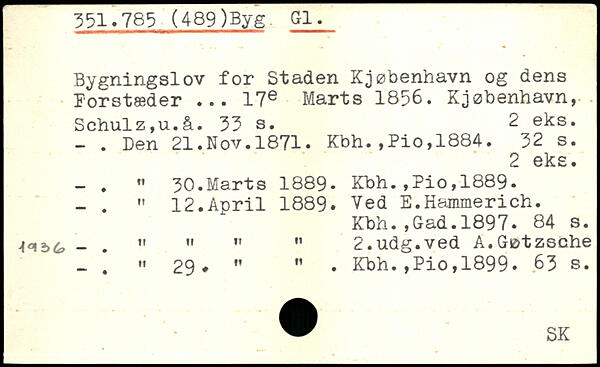 351.785 (489)Byg Gl.
Bygningslov for Staden Kjøbenhavn og dens
Forstæder ... 17e Marts 1856. Kjøbenhavn,
Schulz,u.å. 33 s. 2 eks.
- . Den 21.Nov.1871. Kbh.,Pio,1884. 32 s.
2 eks.
- . " 30.Marts 1889. Kbh.,Pio,1889.
- . " 12.April 1889. Ved E.Hammerich.
Kbh.,Gad.1897. 84 s.
1936 - . " " " " 2.udg.ved A.Gøtzsche
- . " 29. " " . Kbh.,Pio,1899. 63 s.
SK